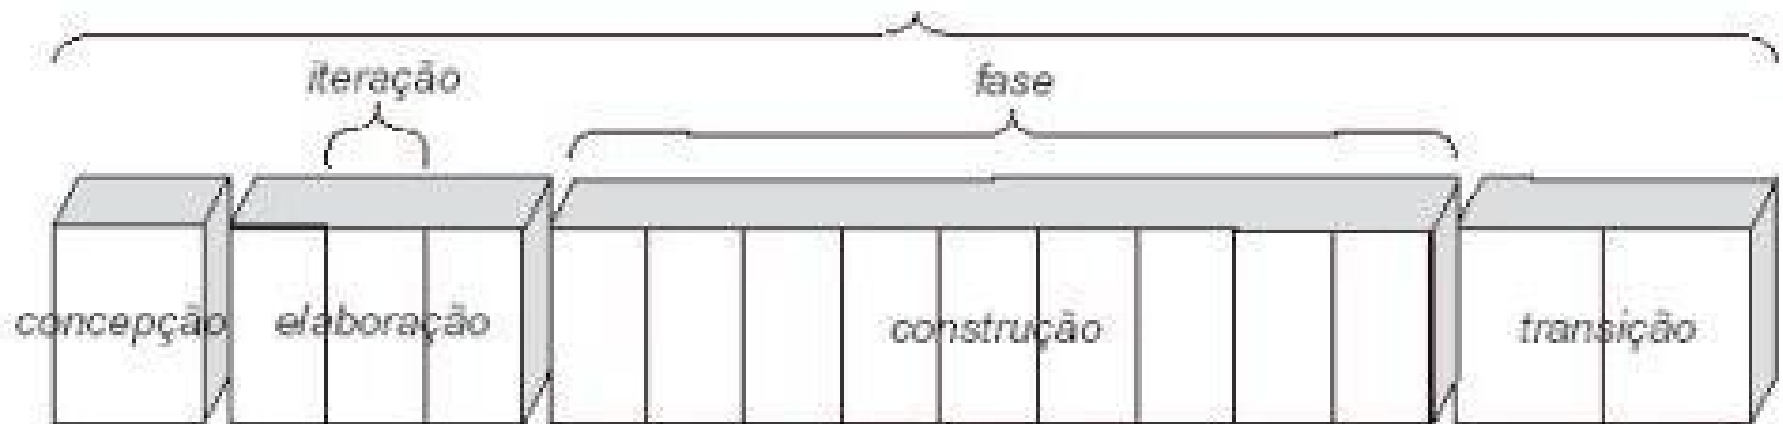 iteração
fase
concepção
elaboração
construção
transição